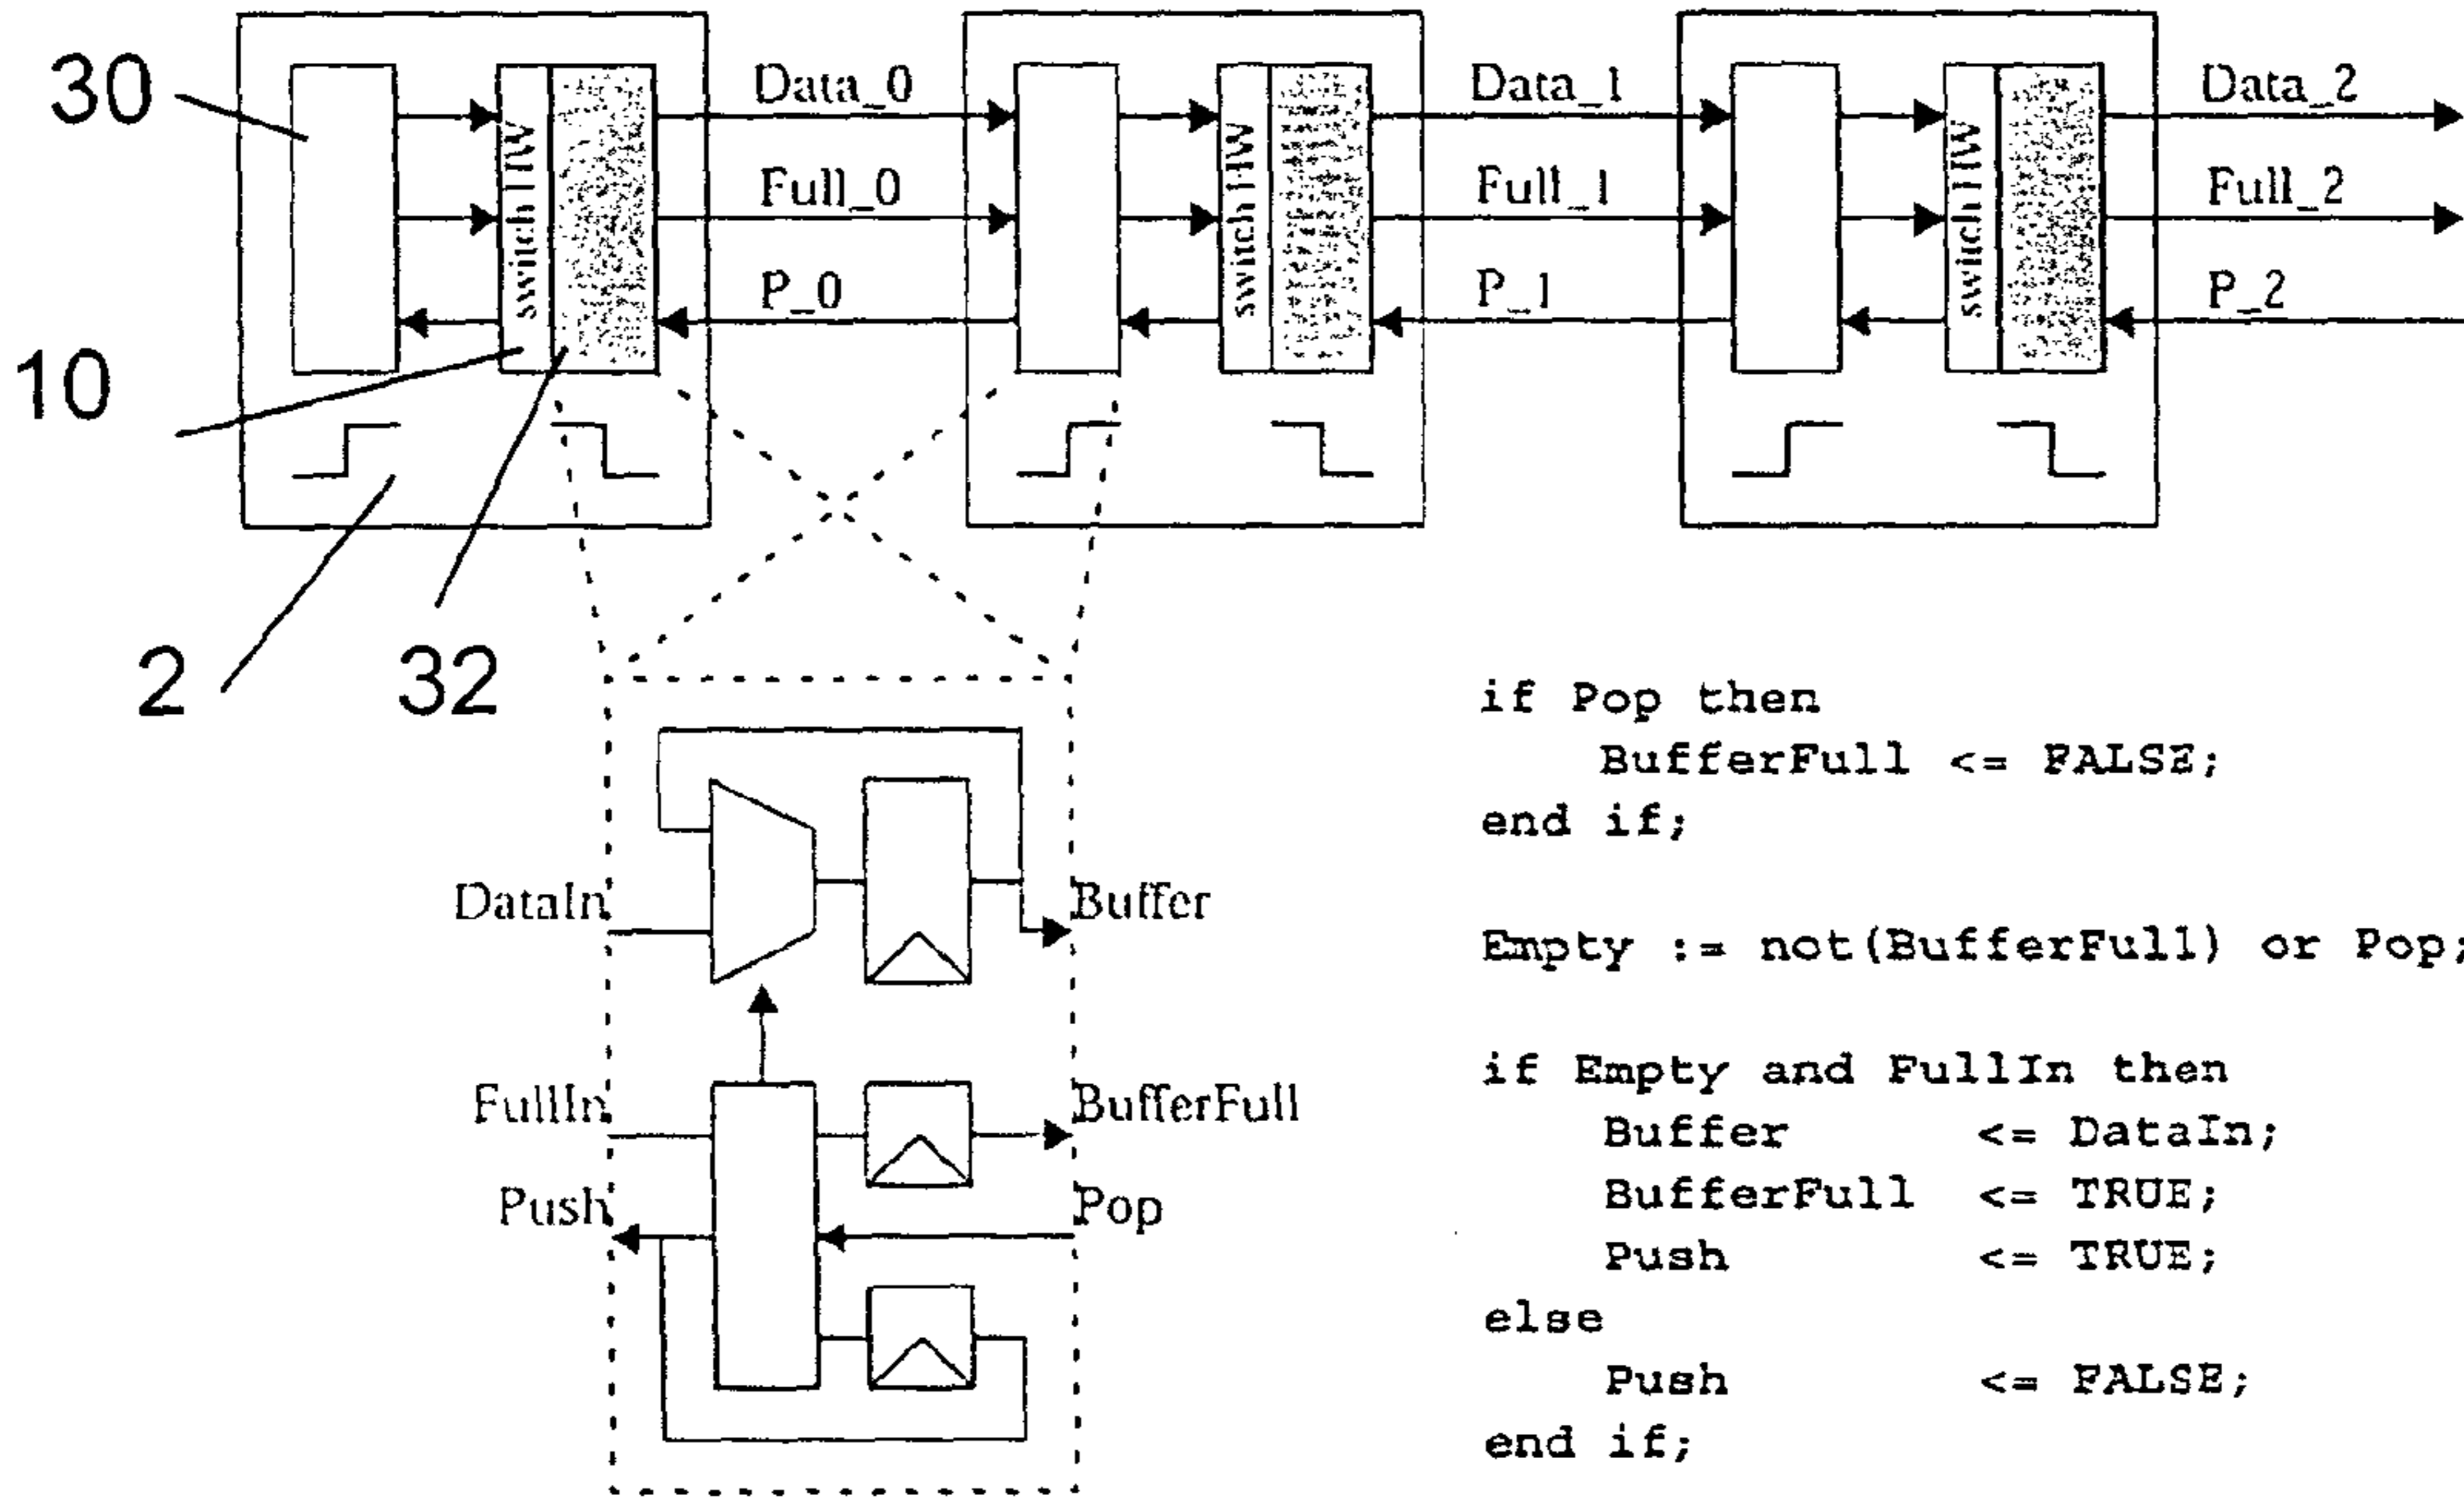 30
10
2
32
switch HW
Data_0
Full_0
P_0
switch HW
Data_1
Full_1
P_1
switch HW
Data_2
Full_2
P_2
DataIn
FullIn
Push
Buffer
BufferFull
Pop
if Pop then
BufferFull <= FALSE;
end if;
Empty := not(BufferFull) or Pop;
if Empty and FullIn then
Buffer <= DataIn;
BufferFull <= TRUE;
Push <= TRUE;
else
Push <= FALSE;
end if;